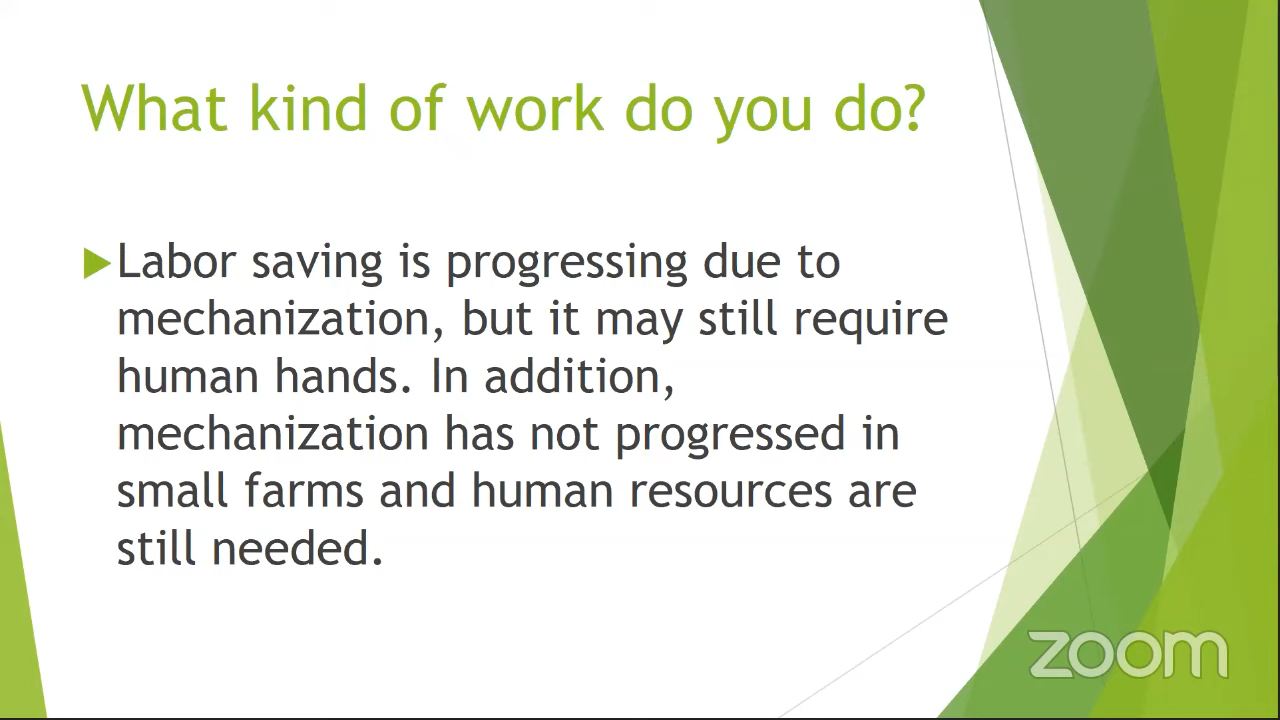 What kind of work do you do?
Labor saving is progressing due to
mechanization, but it may still require
human hands. In addition,
mechanization has not progressed in
small farms and human resources are
still needed.
zoom